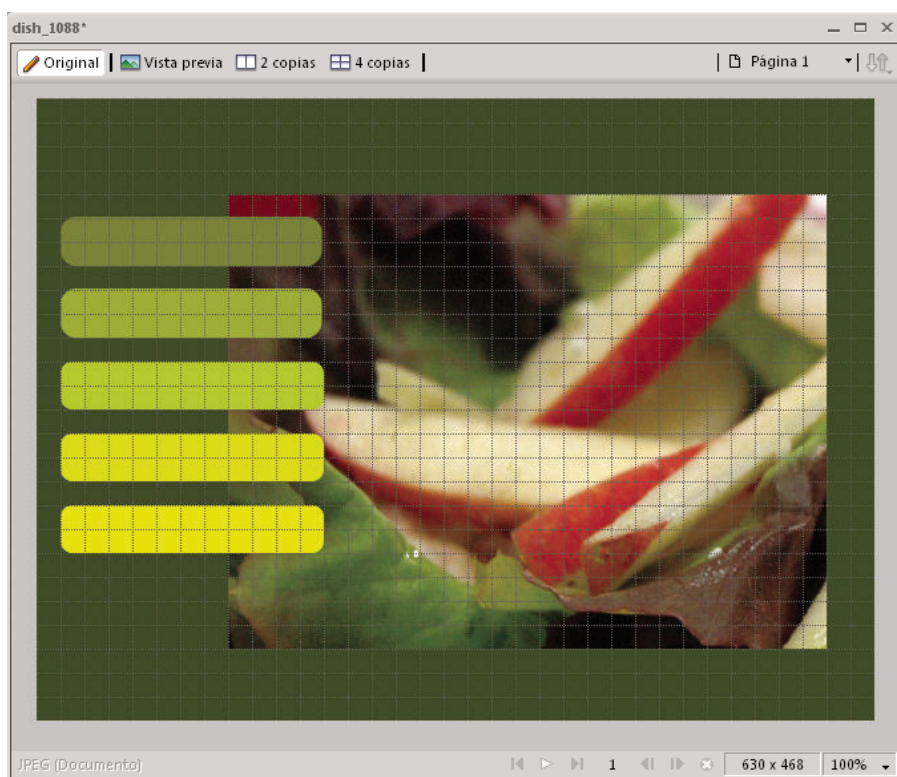 dish_1088*
Original Vista previa 2 copias 4 copias Página 1
JPEG (Documento) 1 630 x 468 100%